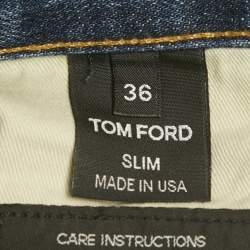 36
TOM FORD
SLIM
MADE IN USA
CARE INSTRUCTIONS